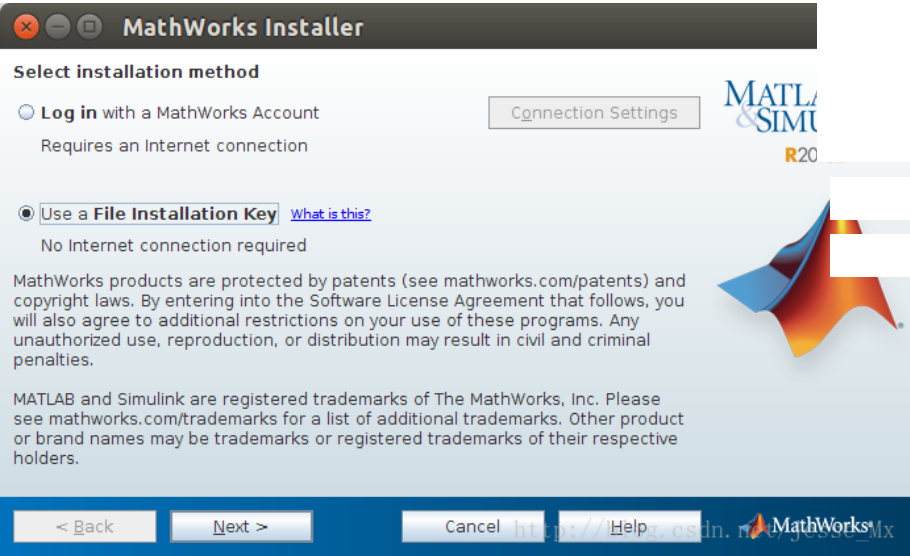 MathWorks Installer
Select installation method
Log in with a MathWorks Account
Connection Settings
Requires an Internet connection
R20
Use a File Installation Key What is this?
No Internet connection required
MathWorks products are protected by patents (see mathworks.com/patents) and
copyright laws. By entering into the Software License Agreement that follows, you
will also agree to additional restrictions on your use of these programs. Any
unauthorized use, reproduction, or distribution may result in civil and criminal
penalties.
MATLAB and Simulink are registered trademarks of The MathWorks, Inc. Please
see mathworks.com/trademarks for a list of additional trademarks. Other product
or brand names may be trademarks or registered trademarks of their respective
holders.
< Back
Next >
Cancel
Help
MathWorks